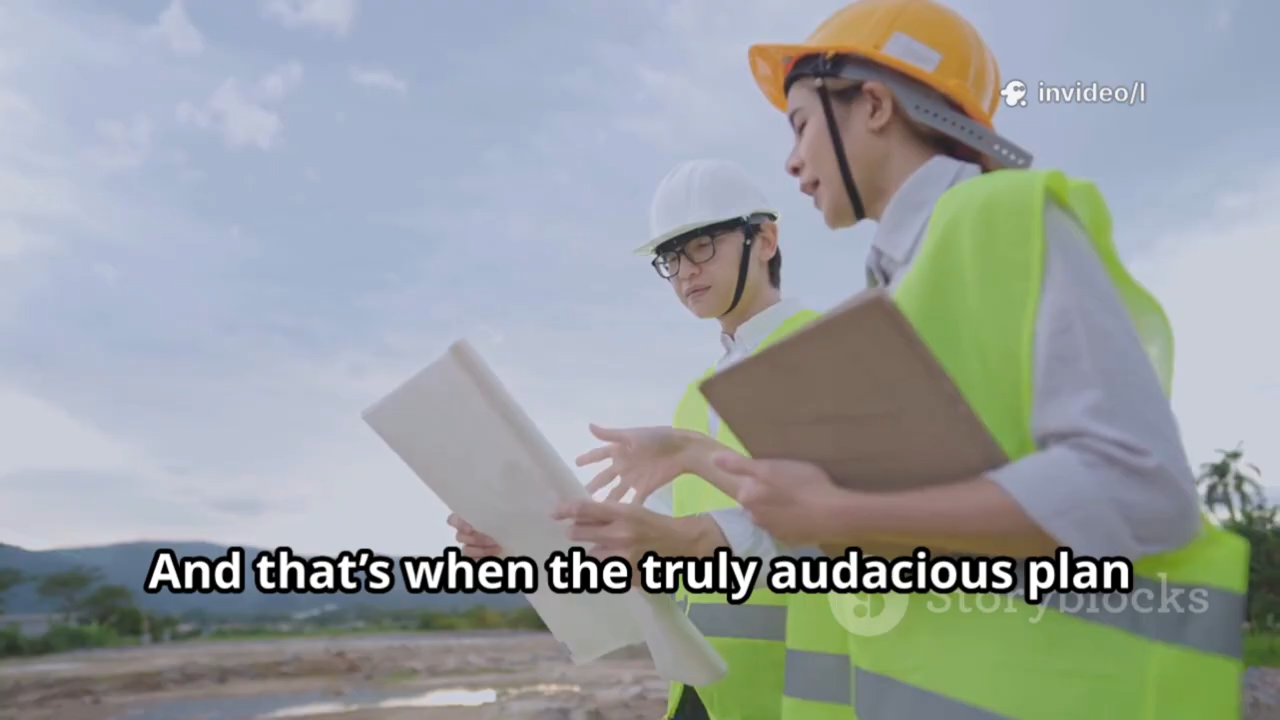 invideo/I
And that’s when the truly audacious plan
Storyblocks